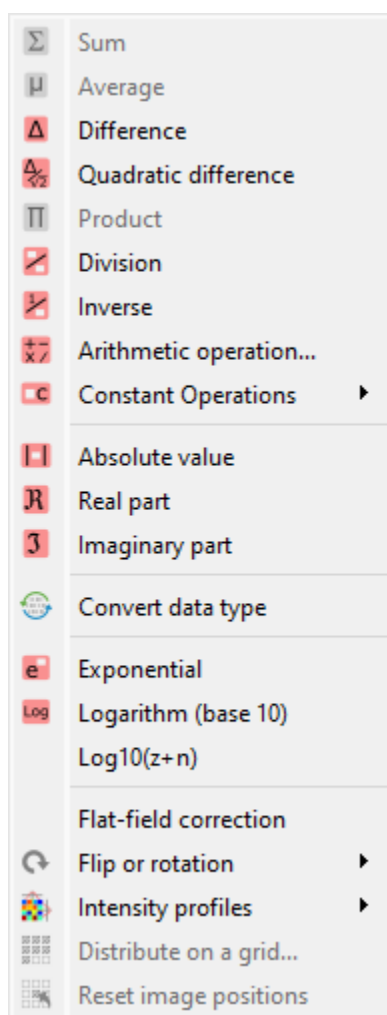 Σ Sum
μ Average
Δ Difference
Δ/√2 Quadratic difference
Π Product
Division
1/ Inverse
+ - × / Arithmetic operation...
C Constant Operations
|-| Absolute value
ℜ Real part
ℑ Imaginary part
Convert data type
e Exponential
Log Logarithm (base 10)
Log10(z+n)
Flat-field correction
Flip or rotation
Intensity profiles
Distribute on a grid...
Reset image positions